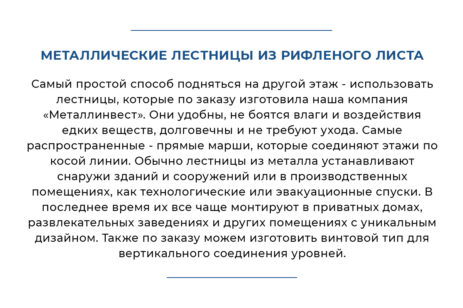 МЕТАЛЛИЧЕСКИЕ ЛЕСТНИЦЫ ИЗ РИФЛЕНОГО ЛИСТА
Самый простой способ подняться на другой этаж - использовать
лестницы, которые по заказу изготовила наша компания
«Металлинвест». Они удобны, не боятся влаги и воздействия
едких веществ, долговечны и не требуют ухода. Самые
распространенные - прямые марши, которые соединяют этажи по
косой линии. Обычно лестницы из металла устанавливают
снаружи зданий и сооружений или в производственных
помещениях, как технологические или эвакуационные спуски. В
последнее время их все чаще монтируют в приватных домах,
развлекательных заведениях и других помещениях с уникальным
дизайном. Также по заказу можем изготовить винтовой тип для
вертикального соединения уровней.